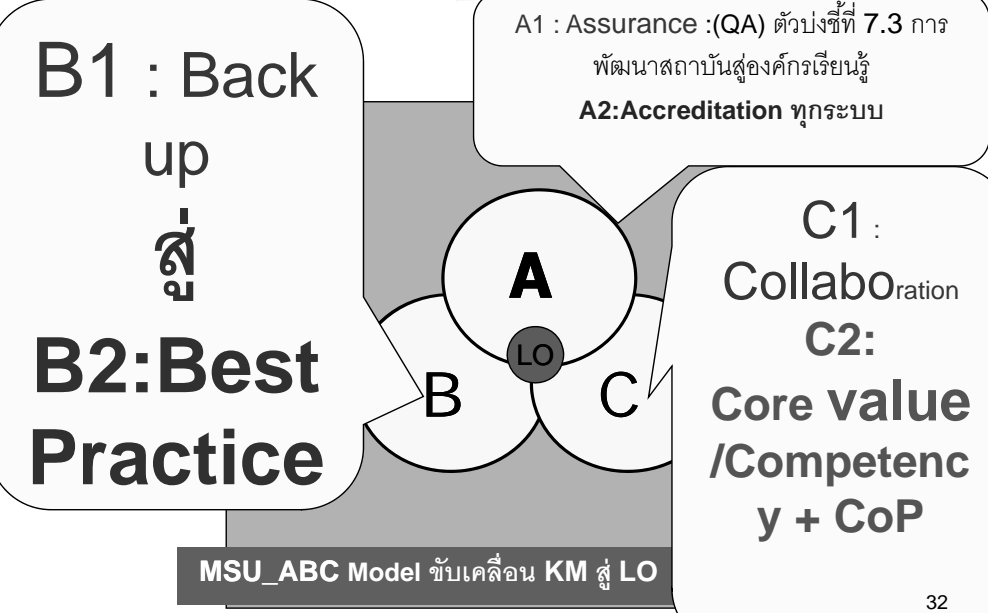 B1 : Back
up
สู่
B2:Best
Practice
A1 : Assurance :(QA) ตัวบ่งชี้ที่ 7.3 การ
พัฒนาสถาบันสู่องค์กรเรียนรู้
A2:Accreditation ทุกระบบ
C1 :
Collaboration
C2:
Core value
/Competenc
y + CoP
A
LO
B
C
MSU_ABC Model ขับเคลื่อน KM สู่ LO
32